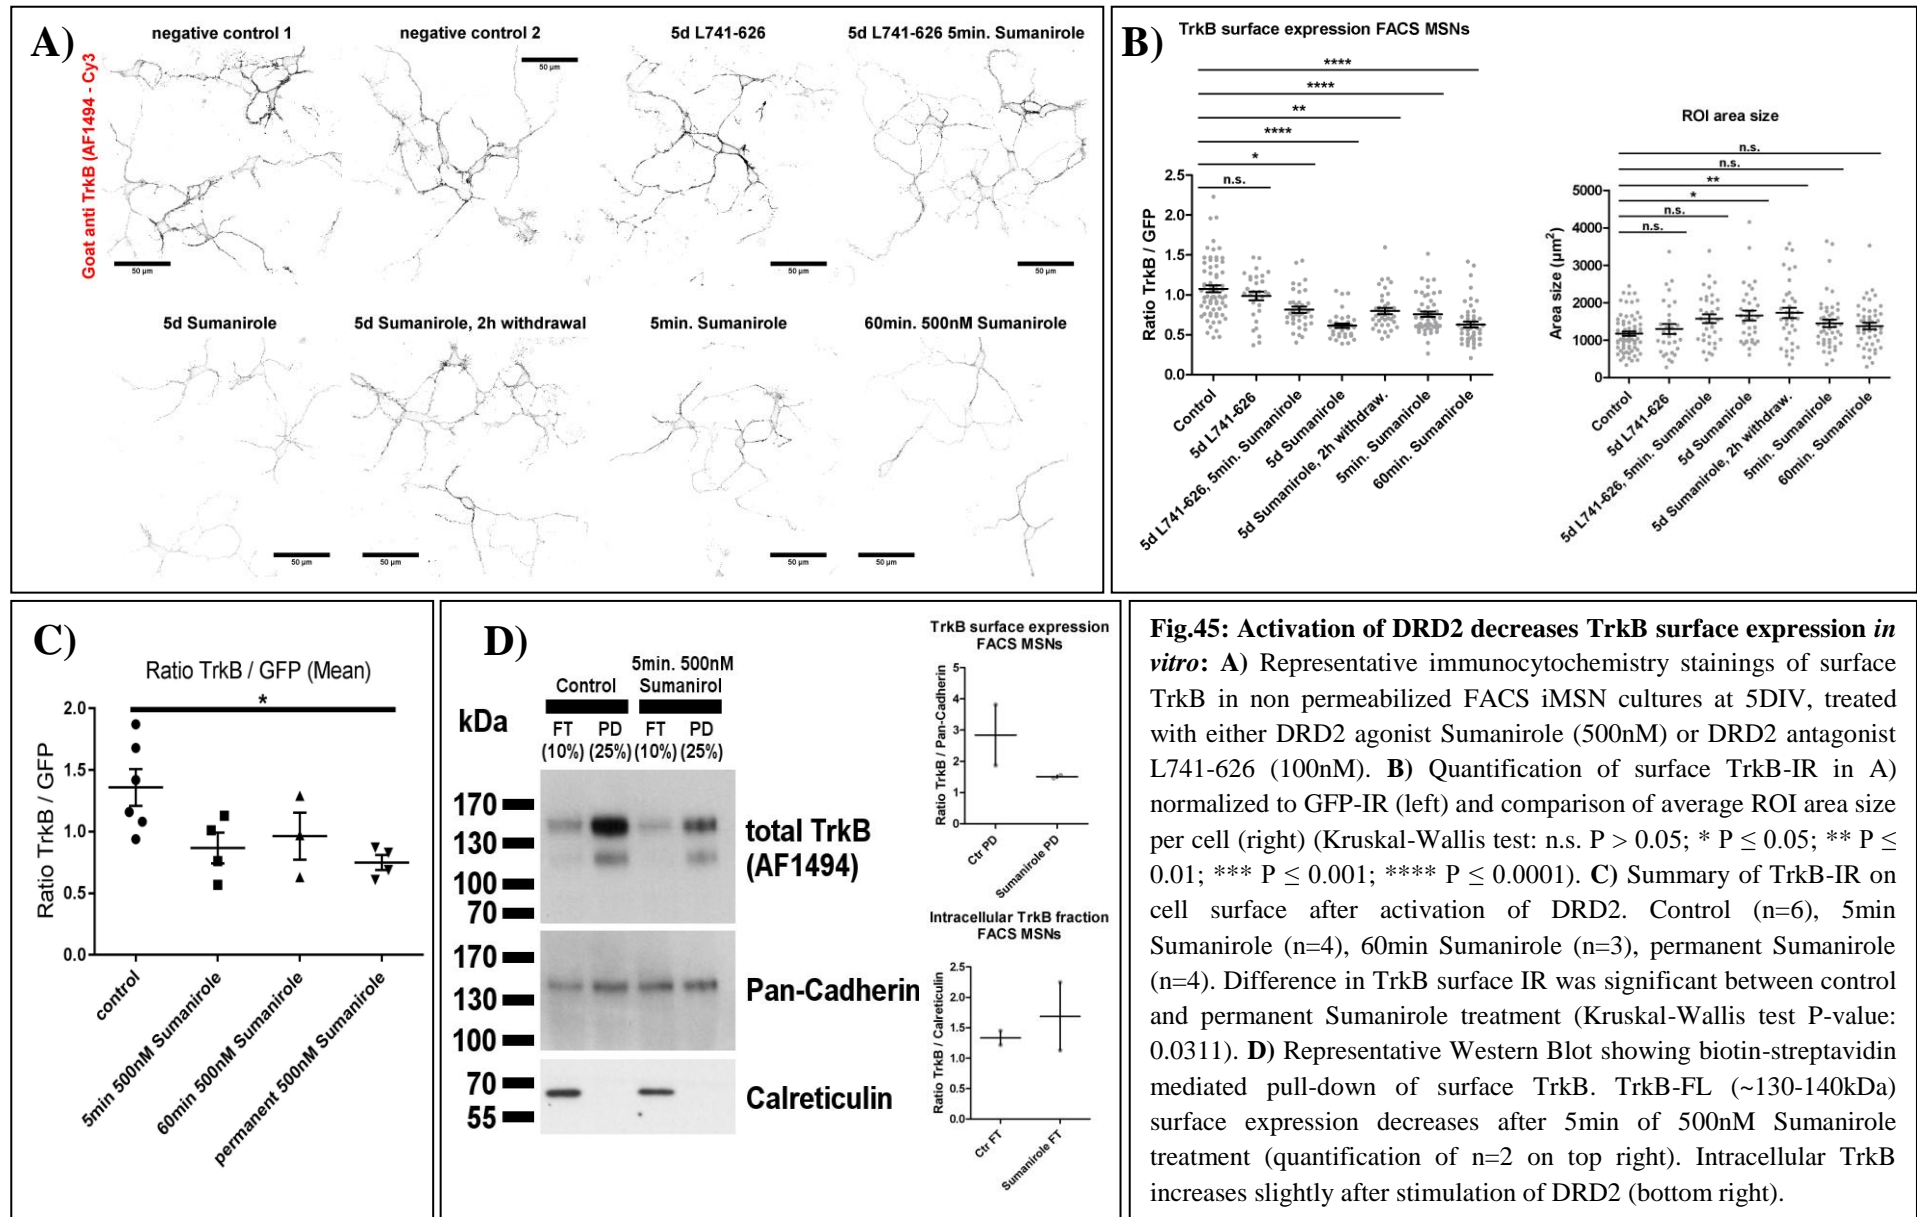 A)
negative control 1
negative control 2
5d L741-626
5d L741-626 5min. Sumanirole
Goat anti TrkB (AF1494 - Cy3
50 µm
50 µm
50 µm
50 µm
5d Sumanirole
5d Sumanirole, 2h withdrawal
5min. Sumanirole
60min. 500nM Sumanirole
50 µm
50 µm
50 µm
50 µm
B)
TrkB surface expression FACS MSNs
****
****
**
****
*
n.s.
Ratio TrkB / GFP
2.5
2.0
1.5
1.0
0.5
0.0
Control
5d L741-626
5d L741-626, 5min. Sumanirole
5d Sumanirole
5d Sumanirole, 2h withdraw.
5min. Sumanirole
60min. Sumanirole
ROI area size
n.s.
n.s.
**
*
n.s.
n.s.
Area size (µm²)
5000
4000
3000
2000
1000
0
Control
5d L741-626
5d L741-626, 5min. Sumanirole
5d Sumanirole
5d Sumanirole, 2h withdraw.
5min. Sumanirole
60min. Sumanirole
C)
Ratio TrkB / GFP (Mean)
*
Ratio TrkB / GFP
2.0
1.5
1.0
0.5
0.0
control
5min 500nM Sumanirole
60min 500nM Sumanirole
permanent 500nM Sumanirole
D)
kDa
Control
5min. 500nM
Sumanirol
FT PD FT PD
(10%) (25%) (10%) (25%)
170
130
100
70
total TrkB
(AF1494)
170
130
100
Pan-Cadherin
70
55
Calreticulin
TrkB surface expression
FACS MSNs
Ratio TrkB / Pan-Cadherin
5
4
3
2
1
0
Ctr PD
Sumanirole PD
Intracellular TrkB fraction
FACS MSNs
Ratio TrkB / Calreticulin
2.5
2.0
1.5
1.0
0.5
0.0
Ctr FT
Sumanirole FT
Fig.45: Activation of DRD2 decreases TrkB surface expression in
vitro: A) Representative immunocytochemistry stainings of surface
TrkB in non permeabilized FACS iMSN cultures at 5DIV, treated
with either DRD2 agonist Sumanirole (500nM) or DRD2 antagonist
L741-626 (100nM). B) Quantification of surface TrkB-IR in A)
normalized to GFP-IR (left) and comparison of average ROI area size
per cell (right) (Kruskal-Wallis test: n.s. P > 0.05; * P ≤ 0.05; ** P ≤
0.01; *** P ≤ 0.001; **** P ≤ 0.0001). C) Summary of TrkB-IR on
cell surface after activation of DRD2. Control (n=6), 5min
Sumanirole (n=4), 60min Sumanirole (n=3), permanent Sumanirole
(n=4). Difference in TrkB surface IR was significant between control
and permanent Sumanirole treatment (Kruskal-Wallis test P-value:
0.0311). D) Representative Western Blot showing biotin-streptavidin
mediated pull-down of surface TrkB. TrkB-FL (~130-140kDa)
surface expression decreases after 5min of 500nM Sumanirole
treatment (quantification of n=2 on top right). Intracellular TrkB
increases slightly after stimulation of DRD2 (bottom right).